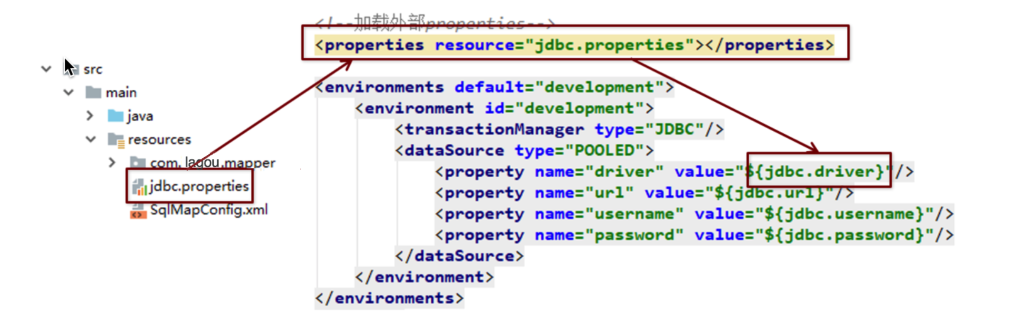 src
main
java
resources
com.lagou.mapper
jdbc.properties
SqlMapConfig.xml
<!--加载外部properties-->
<properties resource="jdbc.properties"></properties>
<environments default="development">
<environment id="development">
<transactionManager type="JDBC"/>
<dataSource type="POOLED">
<property name="driver" value="${jdbc.driver}"/>
<property name="url" value="${jdbc.url}"/>
<property name="username" value="${jdbc.username}"/>
<property name="password" value="${jdbc.password}"/>
</dataSource>
</environment>
</environments>